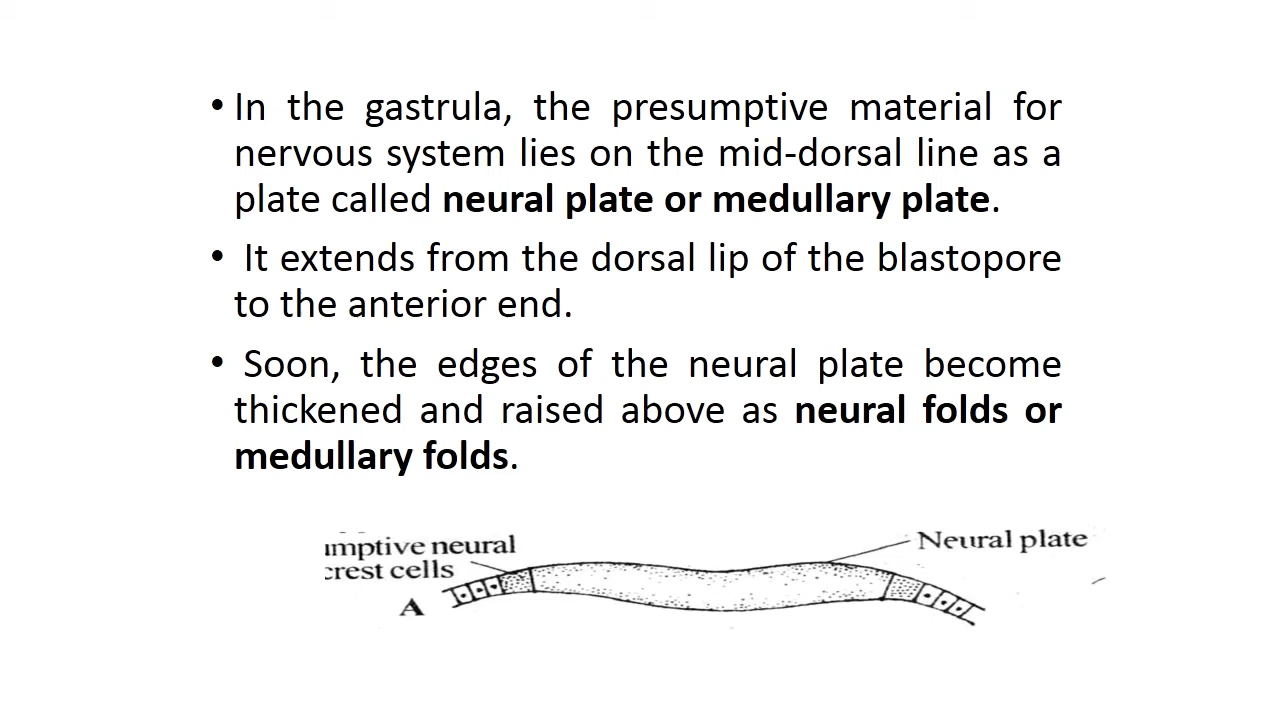 • In the gastrula, the presumptive material for
nervous system lies on the mid-dorsal line as a
plate called neural plate or medullary plate.
• It extends from the dorsal lip of the blastopore
to the anterior end.
• Soon, the edges of the neural plate become
thickened and raised above as neural folds or
medullary folds.
umptive neural
crest cells
Neural plate
A